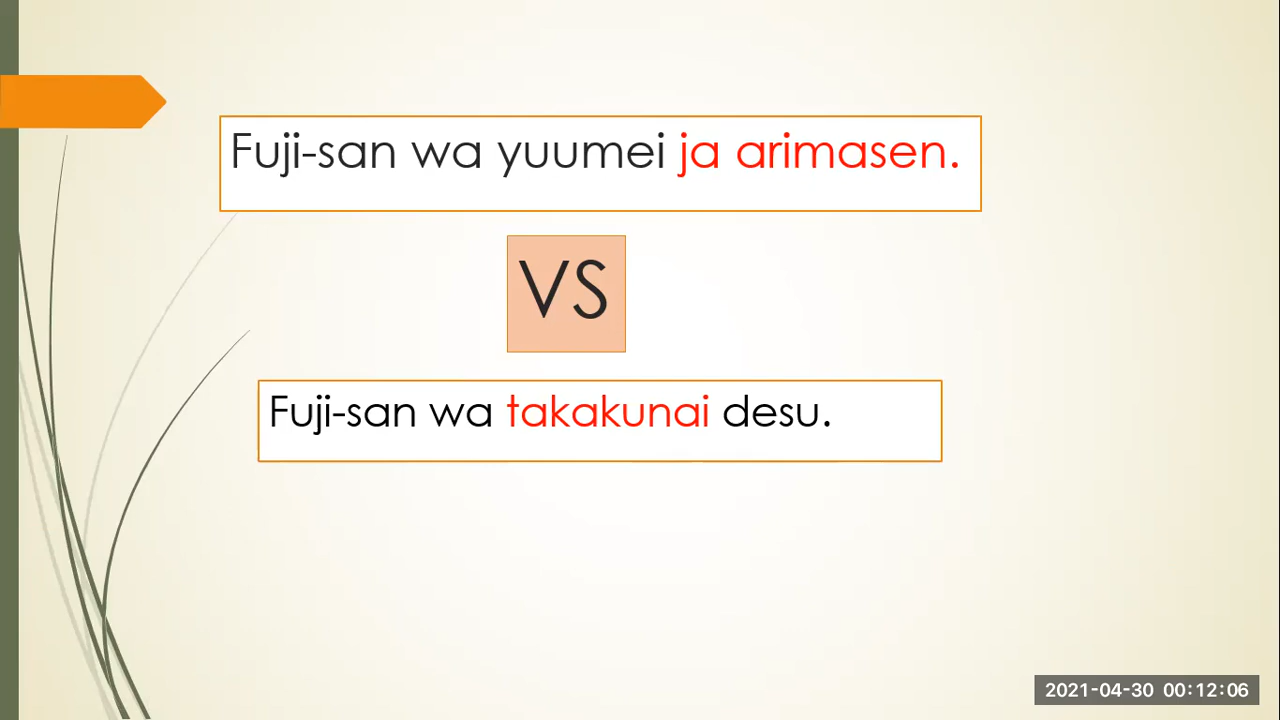 Fuji-san wa yuumei ja arimasen.
VS
Fuji-san wa takakunai desu.
2021-04-30 00:12:06